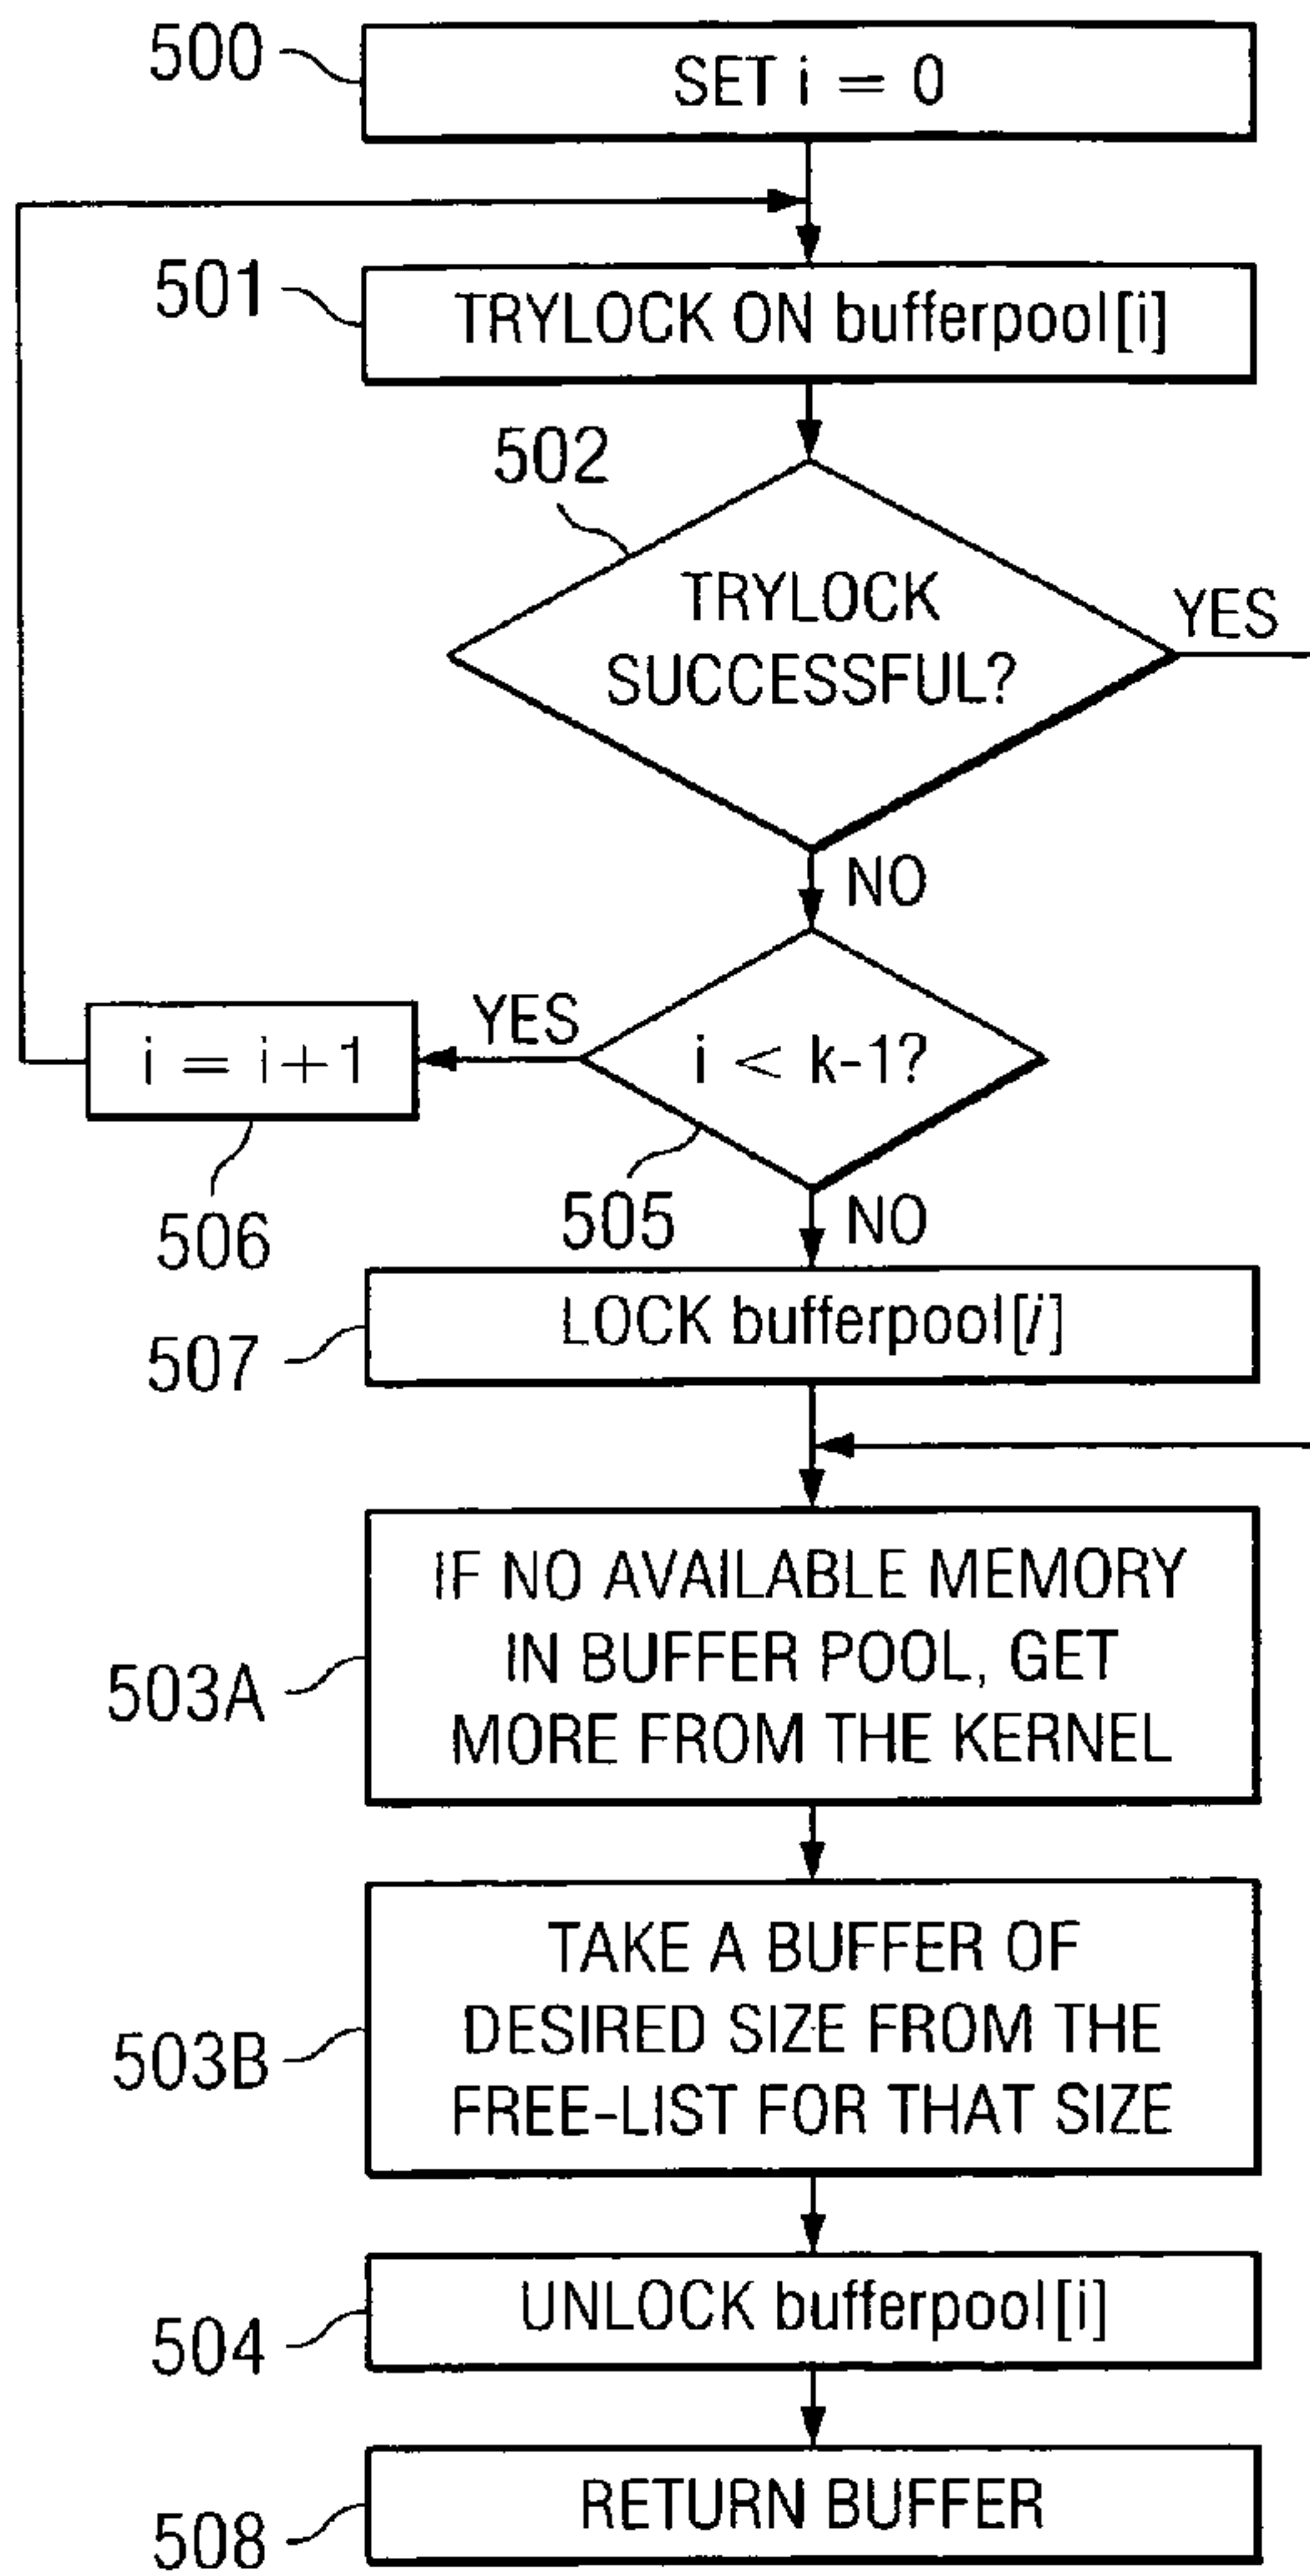 500
SET i = 0
501
TRYLOCK ON bufferpool[i]
502
TRYLOCK
SUCCESSFUL?
YES
NO
YES
i = i+1
i < k-1?
506
505
NO
LOCK bufferpool[i]
507
IF NO AVAILABLE MEMORY
IN BUFFER POOL, GET
MORE FROM THE KERNEL
503A
TAKE A BUFFER OF
DESIRED SIZE FROM THE
FREE-LIST FOR THAT SIZE
503B
UNLOCK bufferpool[i]
504
RETURN BUFFER
508